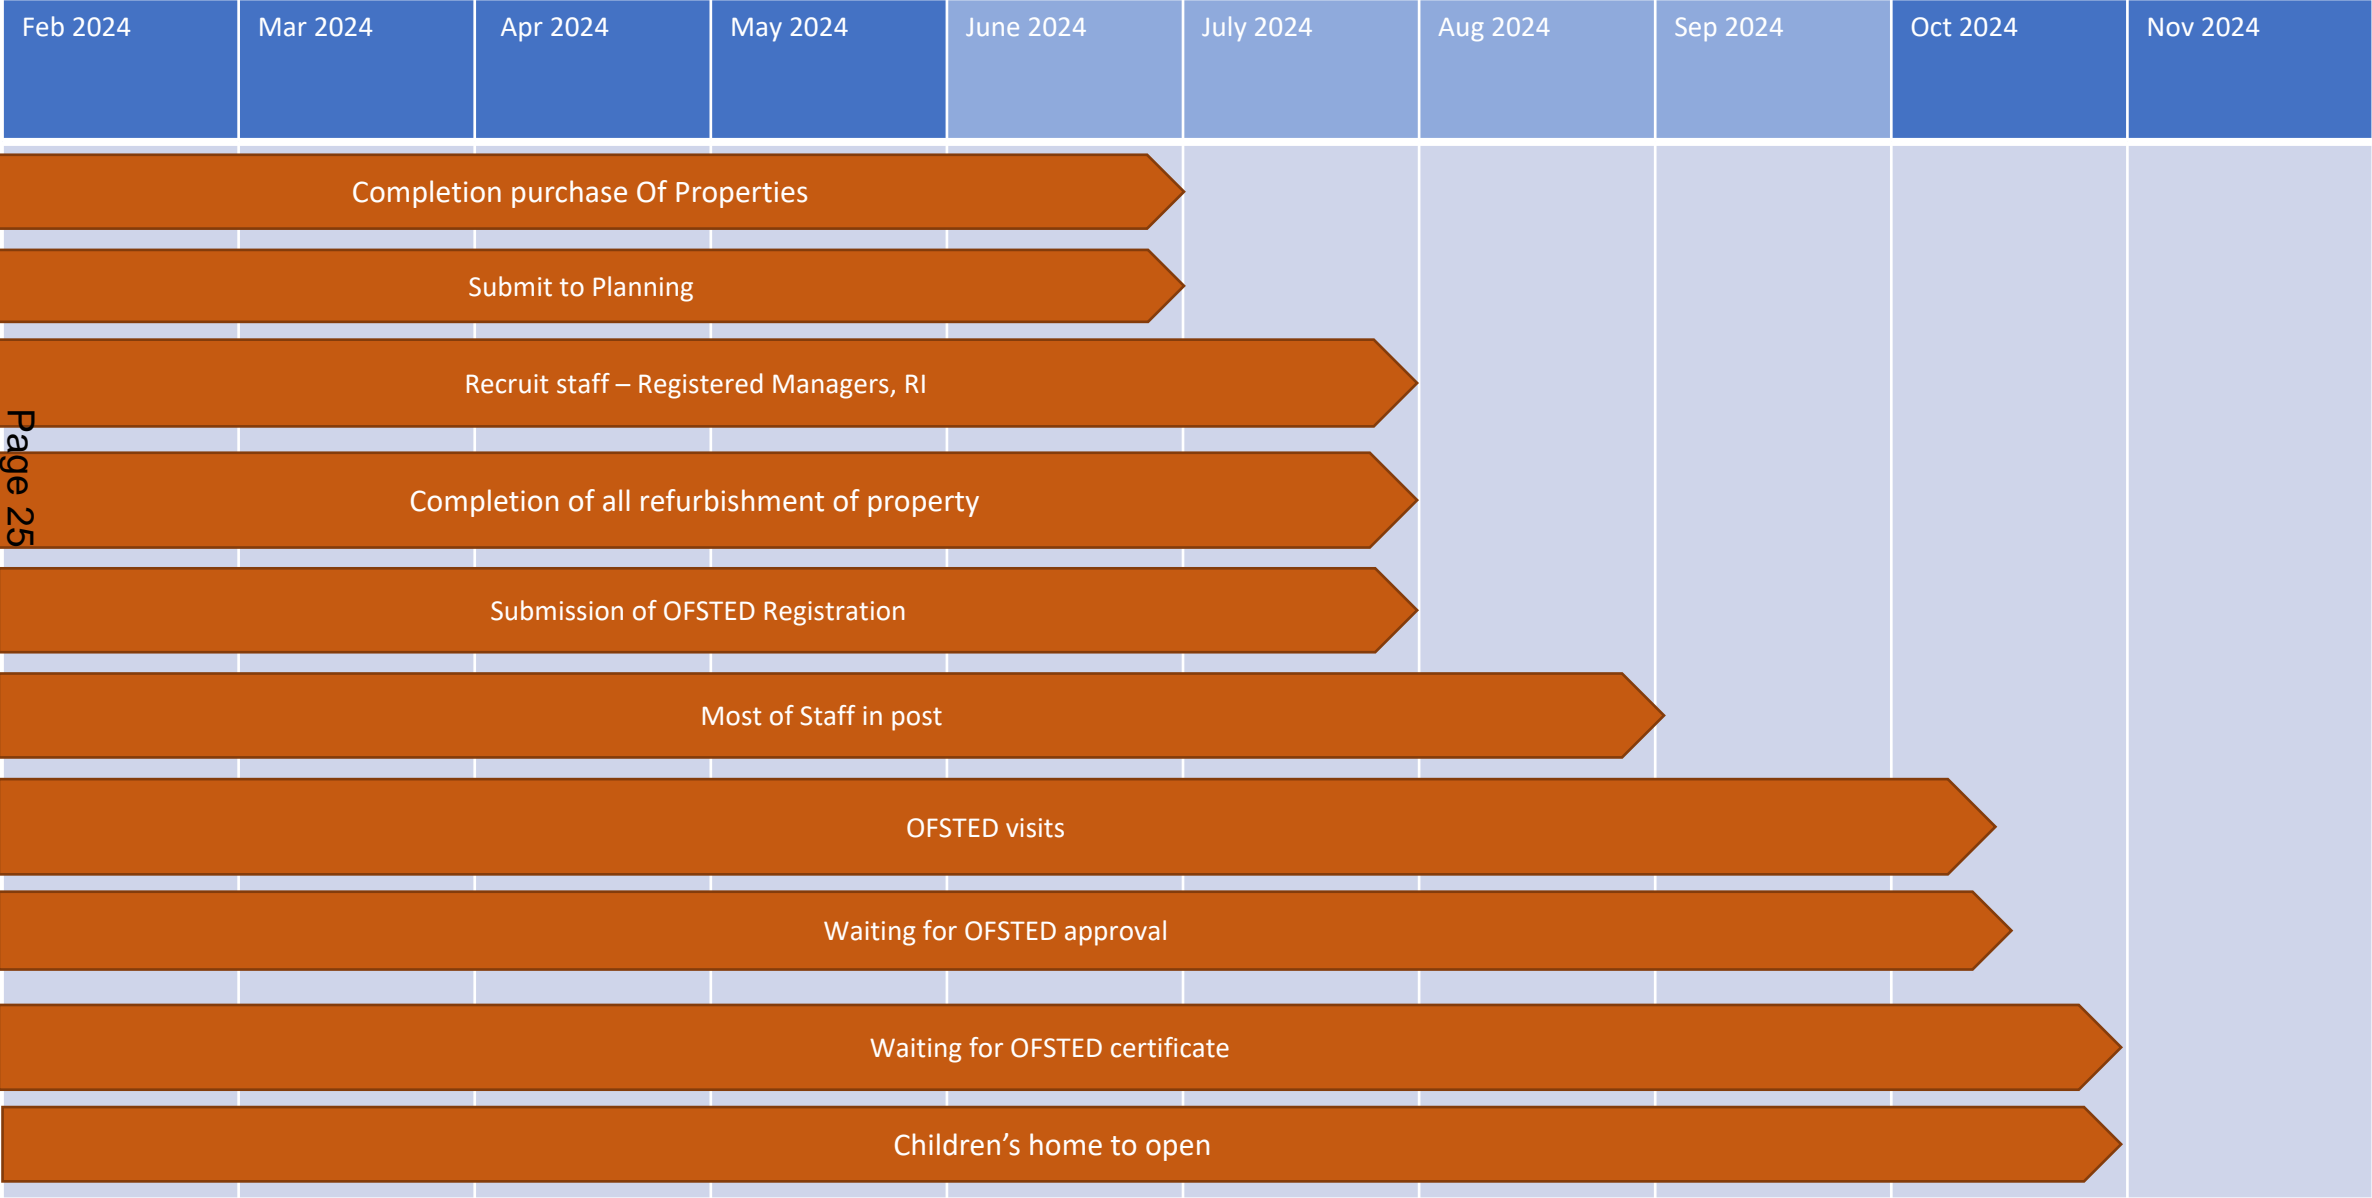 Feb 2024
Mar 2024
Apr 2024
May 2024
June 2024
July 2024
Aug 2024
Sep 2024
Oct 2024
Nov 2024
Completion purchase Of Properties
Submit to Planning
Recruit staff – Registered Managers, RI
Page 25
Completion of all refurbishment of property
Submission of OFSTED Registration
Most of Staff in post
OFSTED visits
Waiting for OFSTED approval
Waiting for OFSTED certificate
Children’s home to open